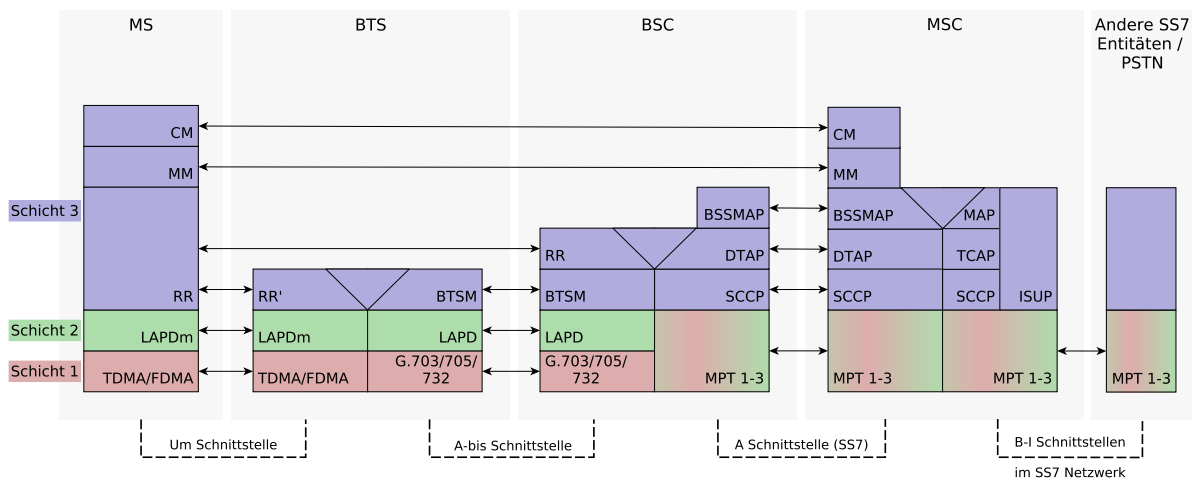 MS
BTS
BSC
MSC
Andere SS7
Entitäten /
PSTN
CM
CM
MM
MM
Schicht 3
BSSMAP
BSSMAP
MAP
RR
DTAP
DTAP
TCAP
RR
RR'
BTSM
BTSM
SCCP
SCCP
SCCP
ISUP
Schicht 2
LAPDm
LAPDm
LAPD
LAPD
Schicht 1
TDMA/FDMA
TDMA/FDMA
G.703/705/
732
G.703/705/
732
MPT 1-3
MPT 1-3
MPT 1-3
MPT 1-3
Um Schnittstelle
A-bis Schnittstelle
A Schnittstelle (SS7)
B-I Schnittstellen
im SS7 Netzwerk